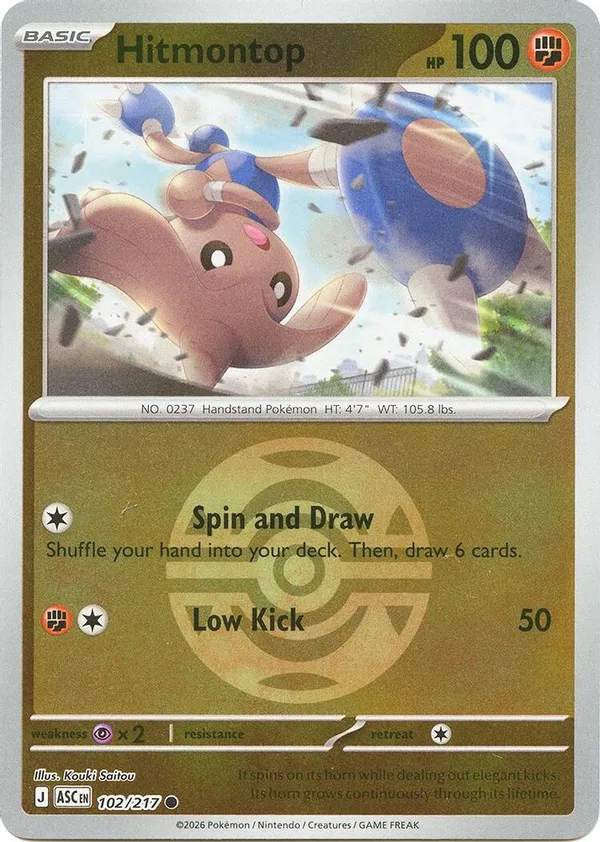 BASIC Hitmontop HP 100
NO. 0237 Handstand Pokémon HT: 4'7" WT: 105.8 lbs.
Spin and Draw
Shuffle your hand into your deck. Then, draw 6 cards.
Low Kick 50
weakness ×2 resistance retreat
Illus. Kouki Saitou
It spins on its horn while dealing out elegant kicks.
Its horn grows continuously through its lifetime.
J ASC EN 102/217
©2026 Pokémon / Nintendo / Creatures / GAME FREAK